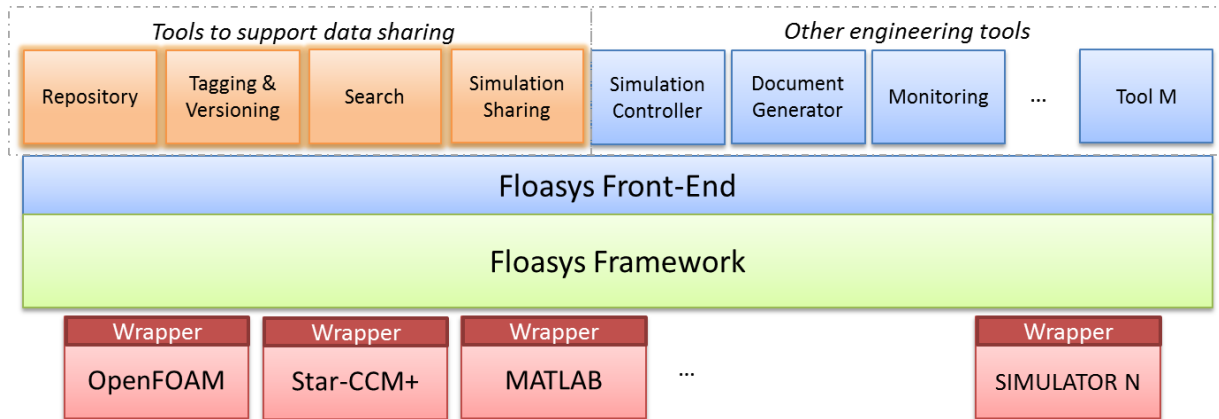 Tools to support data sharing
Other engineering tools
Repository
Tagging &
Versioning
Search
Simulation
Sharing
Simulation
Controller
Document
Generator
Monitoring
...
Tool M
Floasys Front-End
Floasys Framework
Wrapper
Wrapper
Wrapper
Wrapper
OpenFOAM
Star-CCM+
MATLAB
...
SIMULATOR N